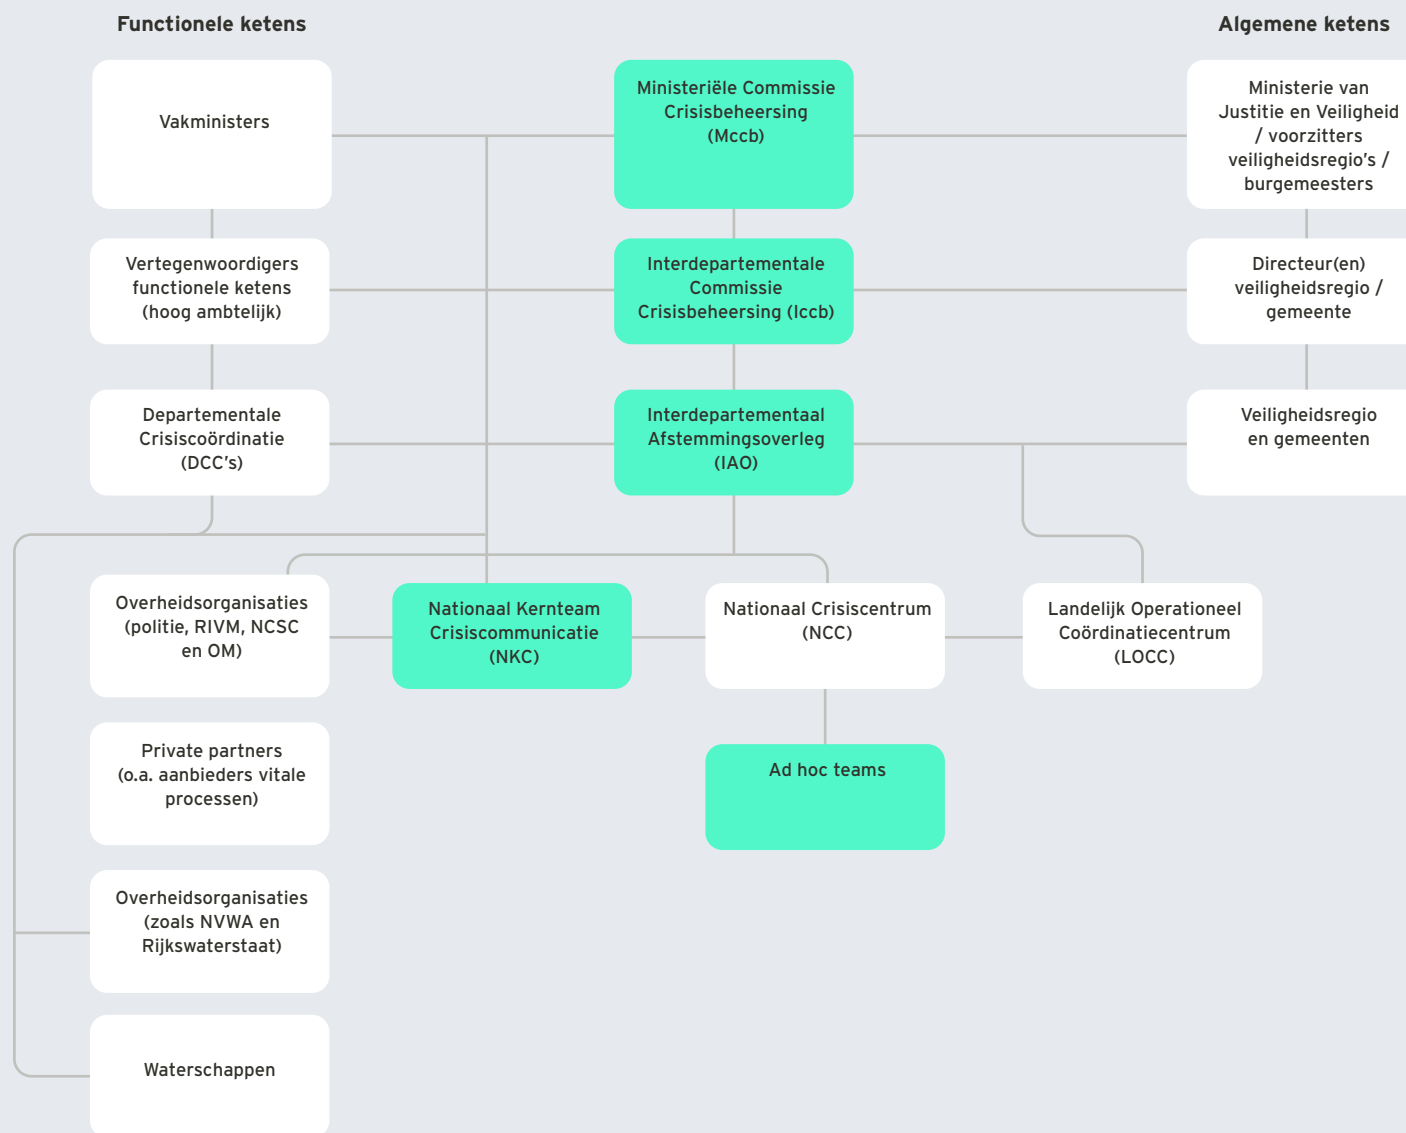 Functionele ketens
Algemene ketens
Vakministers
Ministeriële Commissie
Crisisbeheersing
(Mccb)
Ministerie van
Justitie en Veiligheid
/ voorzitters
veiligheidsregio's /
burgemeesters
Vertegenwoordigers
functionele ketens
(hoog ambtelijk)
Interdepartementale
Commissie
Crisisbeheersing (Iccb)
Directeur(en)
veiligheidsregio /
gemeente
Departementale
Crisiscoördinatie
(DCC's)
Interdepartementaal
Afstemmingsoverleg
(IAO)
Veiligheidsregio
en gemeenten
Overheidsorganisaties
(politie, RIVM, NCSC
en OM)
Nationaal Kernteam
Crisiscommunicatie
(NKC)
Nationaal Crisiscentrum
(NCC)
Landelijk Operationeel
Coördinatiecentrum
(LOCC)
Private partners
(o.a. aanbieders vitale
processen)
Ad hoc teams
Overheidsorganisaties
(zoals NVWA en
Rijkswaterstaat)
Waterschappen